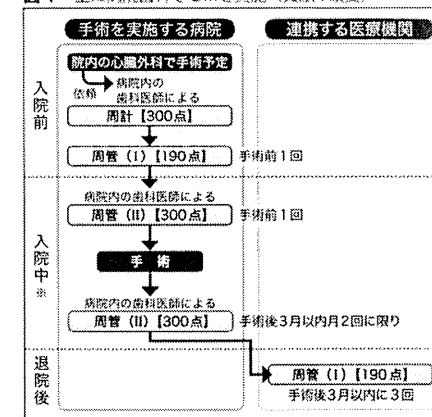 手術を実施する病院
連携する医療機関
入院前
院内の心臓外科で手術予定
依頼
病院内の
歯科医師による
周計【300点】
周管（I）【190点】 手術前1回
入院中※
病院内の歯科医師による
周管（II）【300点】 手術前1回
手 術
病院内の歯科医師による
周管（II）【300点】 手術後3月以内月2回に限り
退院後
周管（I）【190点】
手術後3月以内に3回